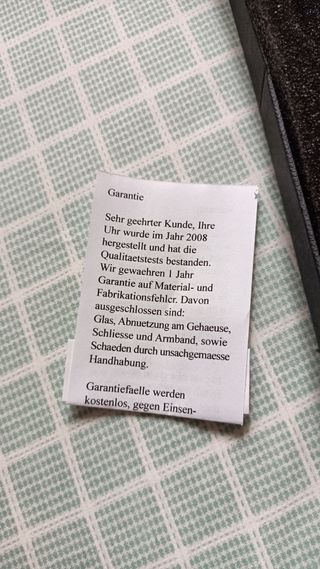 Garantie
Sehr geehrter Kunde, Ihre
Uhr wurde im Jahr 2008
hergestellt und hat die
Qualitaetstests bestanden.
Wir gewaehren 1 Jahr
Garantie auf Material- und
Fabrikationsfehler. Davon
ausgeschlossen sind:
Glas, Abnuetzung am Gehaeuse,
Schliesse und Armband, sowie
Schaeden durch unsachgemaesse
Handhabung.
Garantiefaelle werden
kostenlos, gegen Einsen-